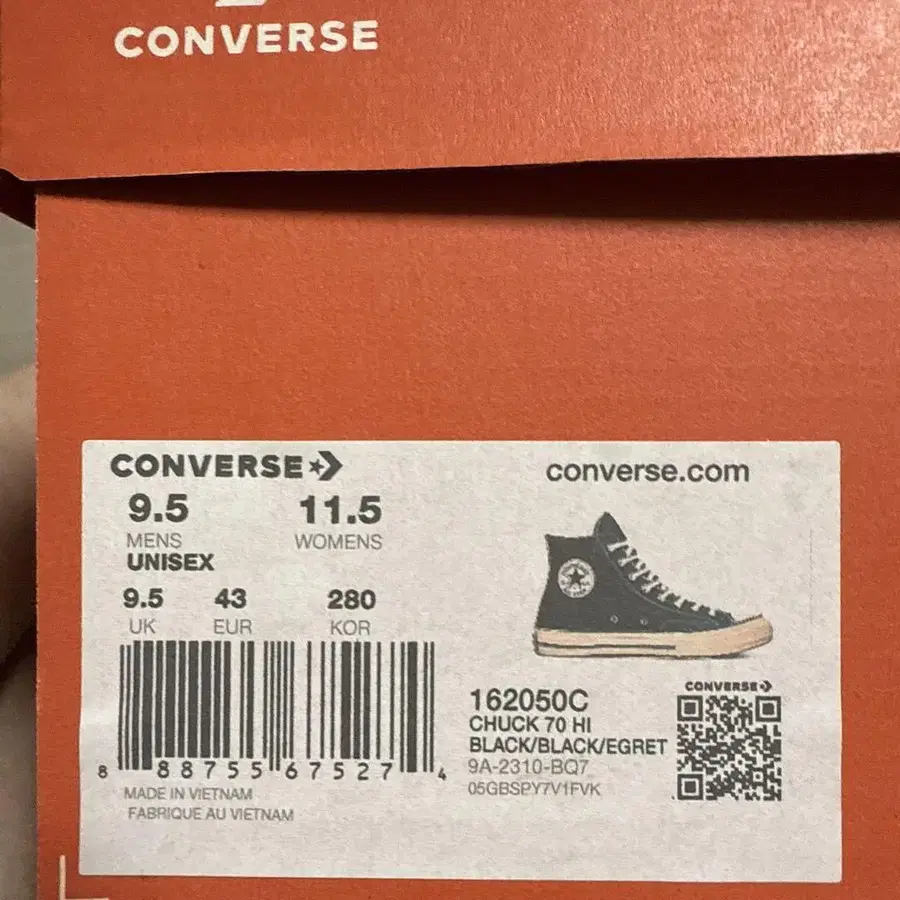 CONVERSE
CONVERSE
converse.com
9.5 11.5
MENS WOMENS
UNISEX
9.5 43 280
UK EUR KOR
CONVERSE
162050C
CHUCK 70 HI
BLACK/BLACK/EGRET
9A-2310-BQ7
05GBSPY7V1FVK
8 88755 67527 4
MADE IN VIETNAM
FABRIQUE AU VIETNAM